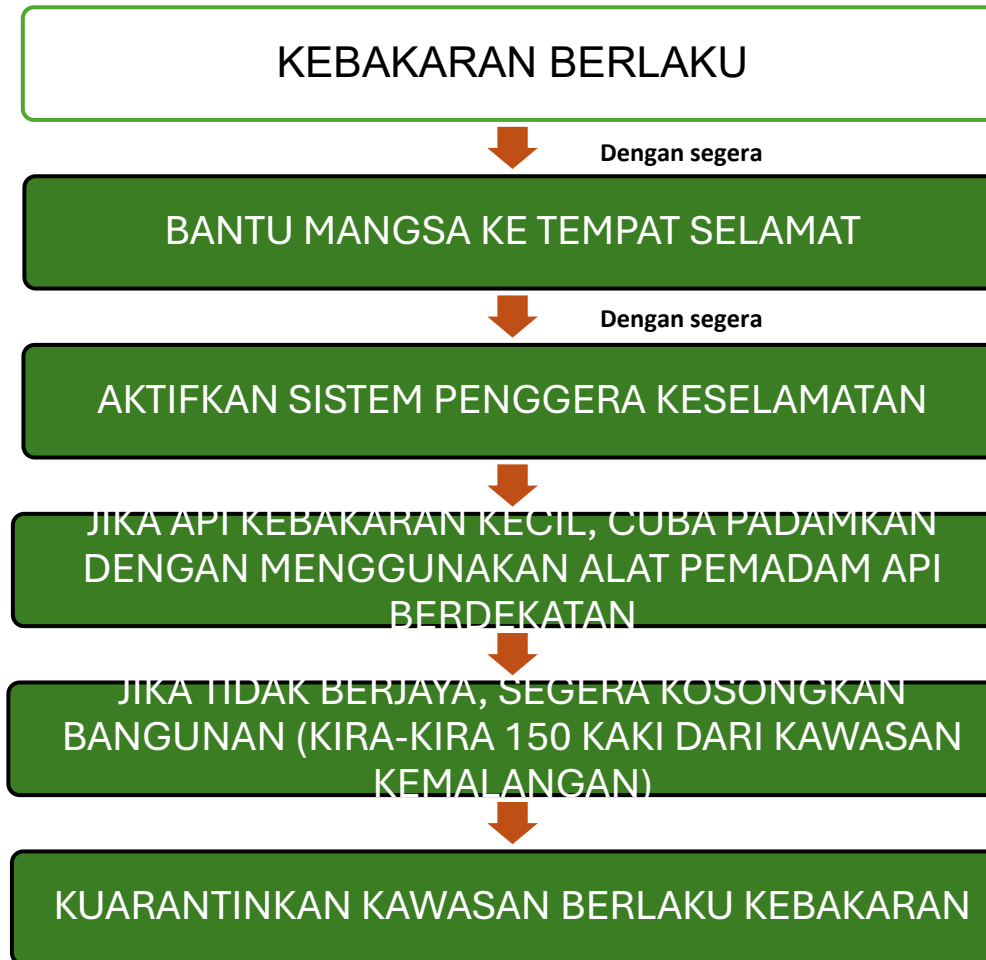 KEBAKARAN BERLAKU
Dengan segera
BANTU MANGSA KE TEMPAT SELAMAT
Dengan segera
AKTIFKAN SISTEM PENGGERA KESELAMATAN
JIKA API KEBAKARAN KECIL, CUBA PADAMKAN
DENGAN MENGGUNAKAN ALAT PEMADAM API
BERDEKATAN
JIKA TIDAK BERJAYA, SEGERA KOSONGKAN
BANGUNAN (KIRA-KIRA 150 KAKI DARI KAWASAN
KEMALANGAN)
KUARANTINKAN KAWASAN BERLAKU KEBAKARAN